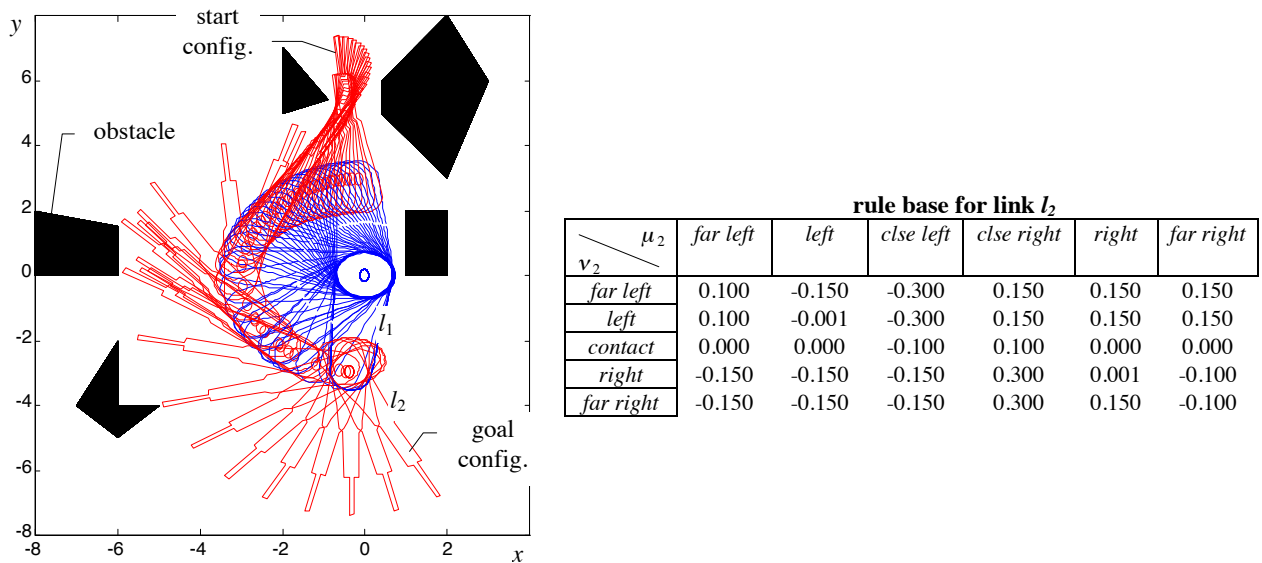 y
start
config.
obstacle
l1
l2
goal
config.
6
4
2
0
-2
-4
-6
-8
-8
-6
-4
-2
0
2
x
rule base for link l2
μ2 far left left clse left clse right right far right
ν2
far left 0.100 -0.150 -0.300 0.150 0.150 0.150
left 0.100 -0.001 -0.300 0.150 0.150 0.150
contact 0.000 0.000 -0.100 0.100 0.000 0.000
right -0.150 -0.150 -0.150 0.300 0.001 -0.100
far right -0.150 -0.150 -0.150 0.300 0.150 -0.100